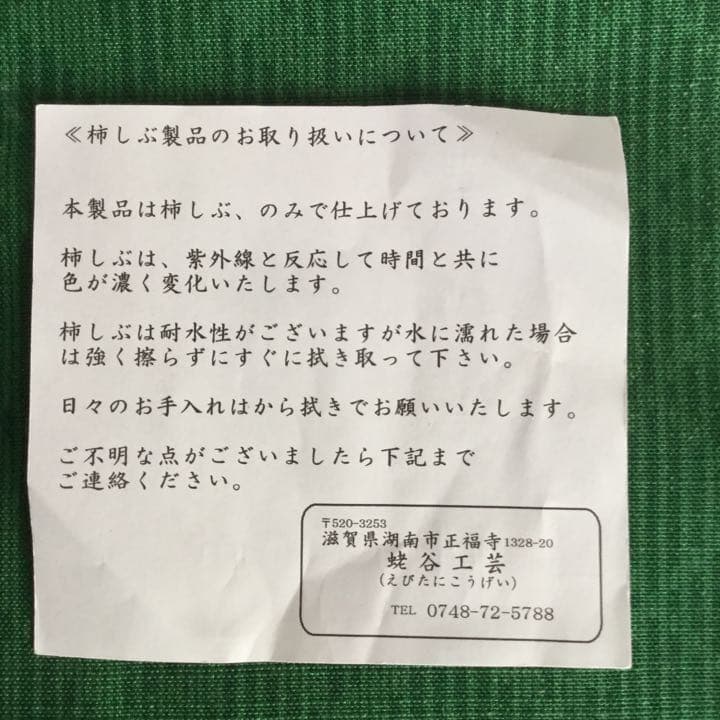 ≪柿しぶ製品のお取り扱いについて≫
本製品は柿しぶ、のみで仕上げております。
柿しぶは、紫外線と反応して時間と共に
色が濃く変化いたします。
柿しぶは耐水性がございますが水に濡れた場合
は強く擦らずにすぐに拭き取って下さい。
日々のお手入れはから拭きでお願いいたします。
ご不明な点がございましたら下記まで
ご連絡ください。
〒520-3253
滋賀県湖南市正福寺1328-20
蛯谷工芸
(えびたにこうげい)
TEL 0748-72-5788